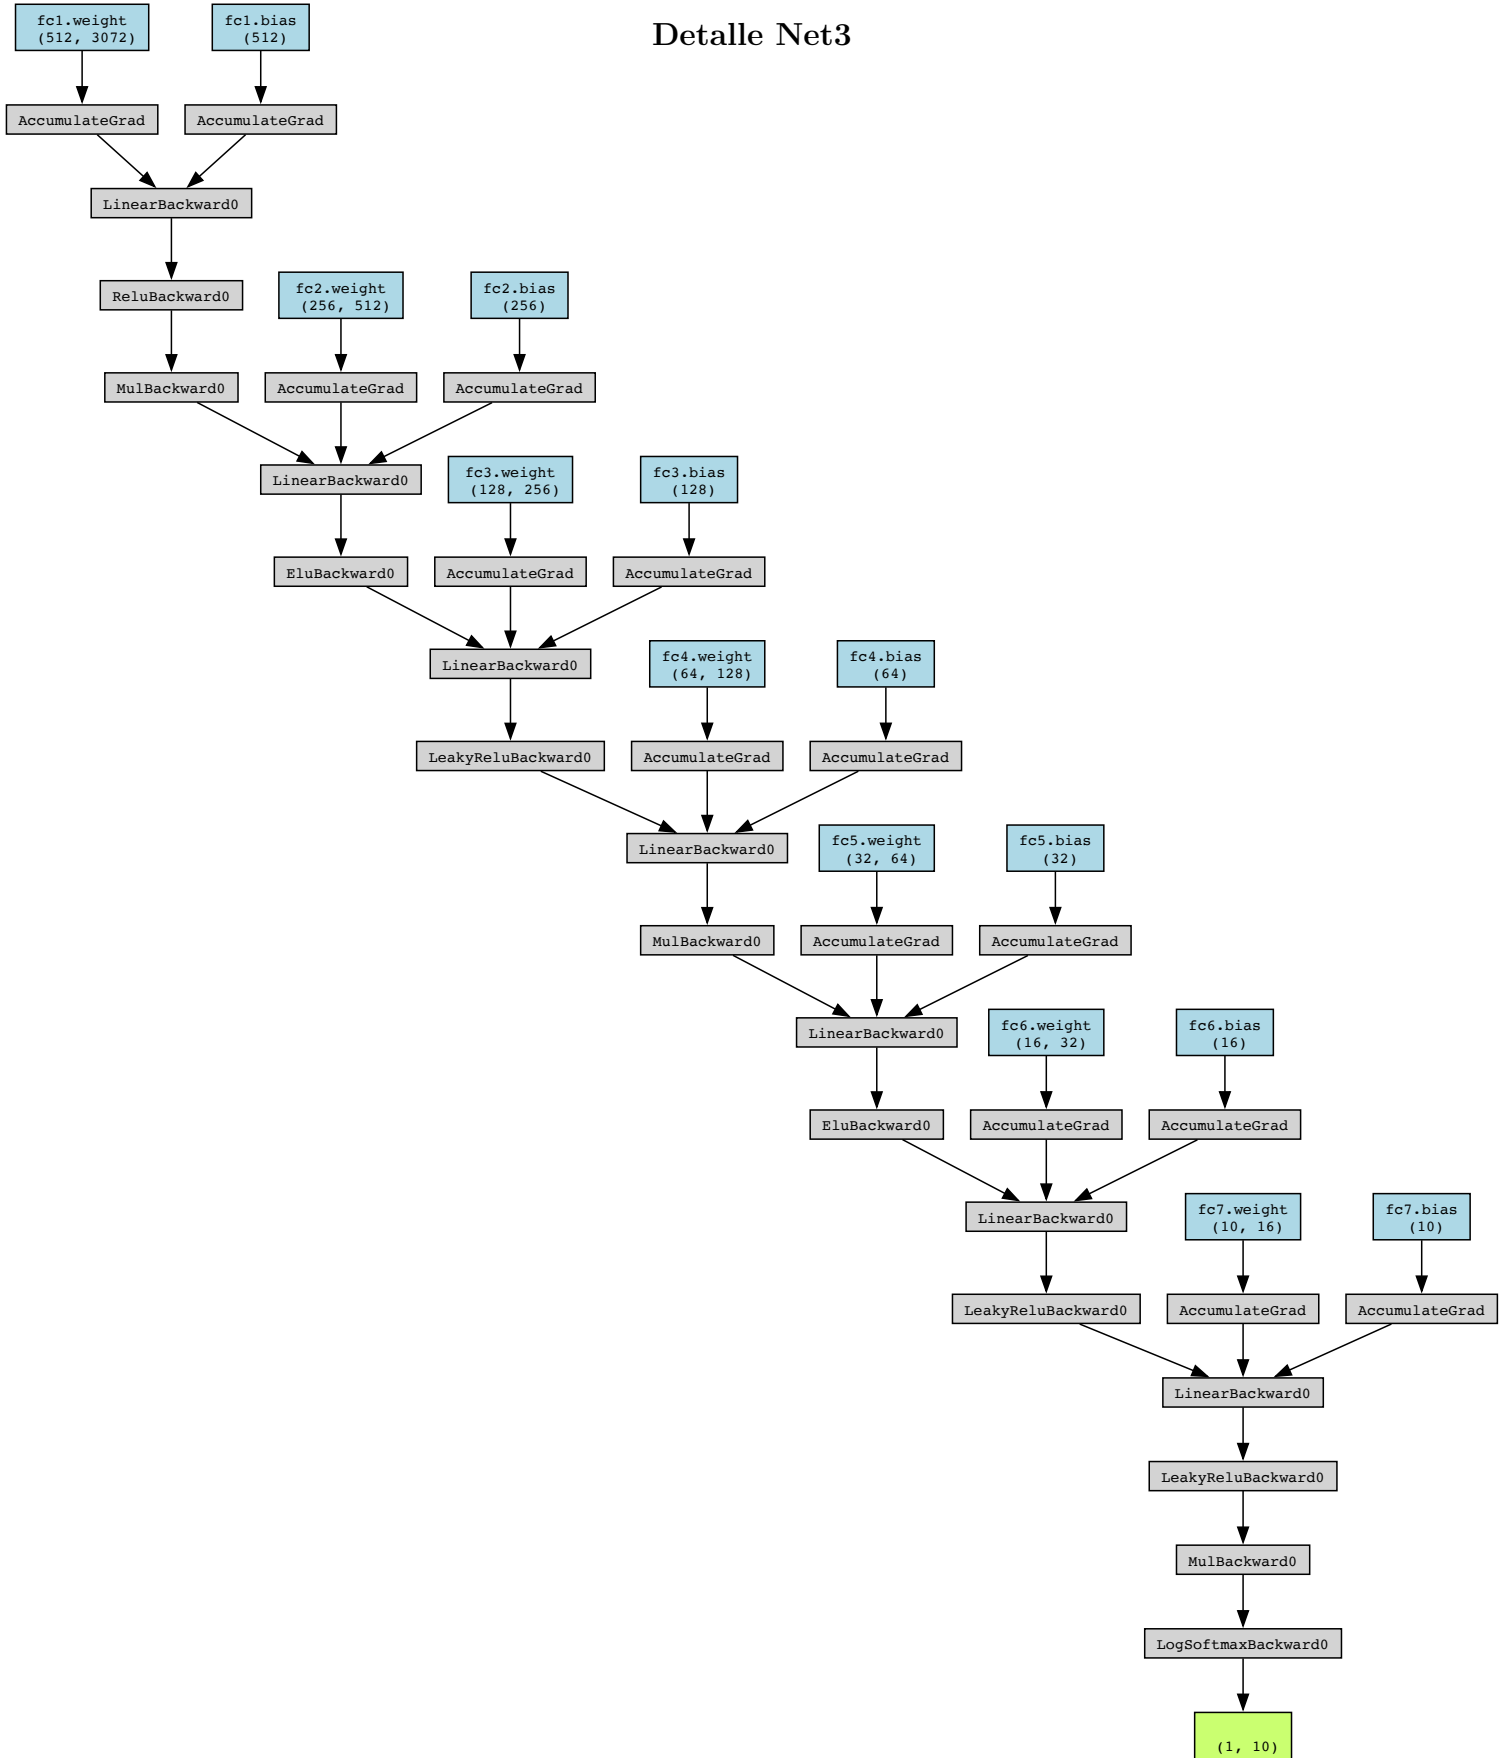 Detalle Net3
fc1.weight
(512, 3072)
fc1.bias
(512)
AccumulateGrad
AccumulateGrad
LinearBackward0
ReluBackward0
fc2.weight
(256, 512)
fc2.bias
(256)
MulBackward0
AccumulateGrad
AccumulateGrad
LinearBackward0
fc3.weight
(128, 256)
fc3.bias
(128)
EluBackward0
AccumulateGrad
AccumulateGrad
LinearBackward0
fc4.weight
(64, 128)
fc4.bias
(64)
LeakyReluBackward0
AccumulateGrad
AccumulateGrad
LinearBackward0
fc5.weight
(32, 64)
fc5.bias
(32)
MulBackward0
AccumulateGrad
AccumulateGrad
LinearBackward0
fc6.weight
(16, 32)
fc6.bias
(16)
EluBackward0
AccumulateGrad
AccumulateGrad
LinearBackward0
fc7.weight
(10, 16)
fc7.bias
(10)
LeakyReluBackward0
AccumulateGrad
AccumulateGrad
LinearBackward0
LeakyReluBackward0
MulBackward0
LogSoftmaxBackward0
(1, 10)